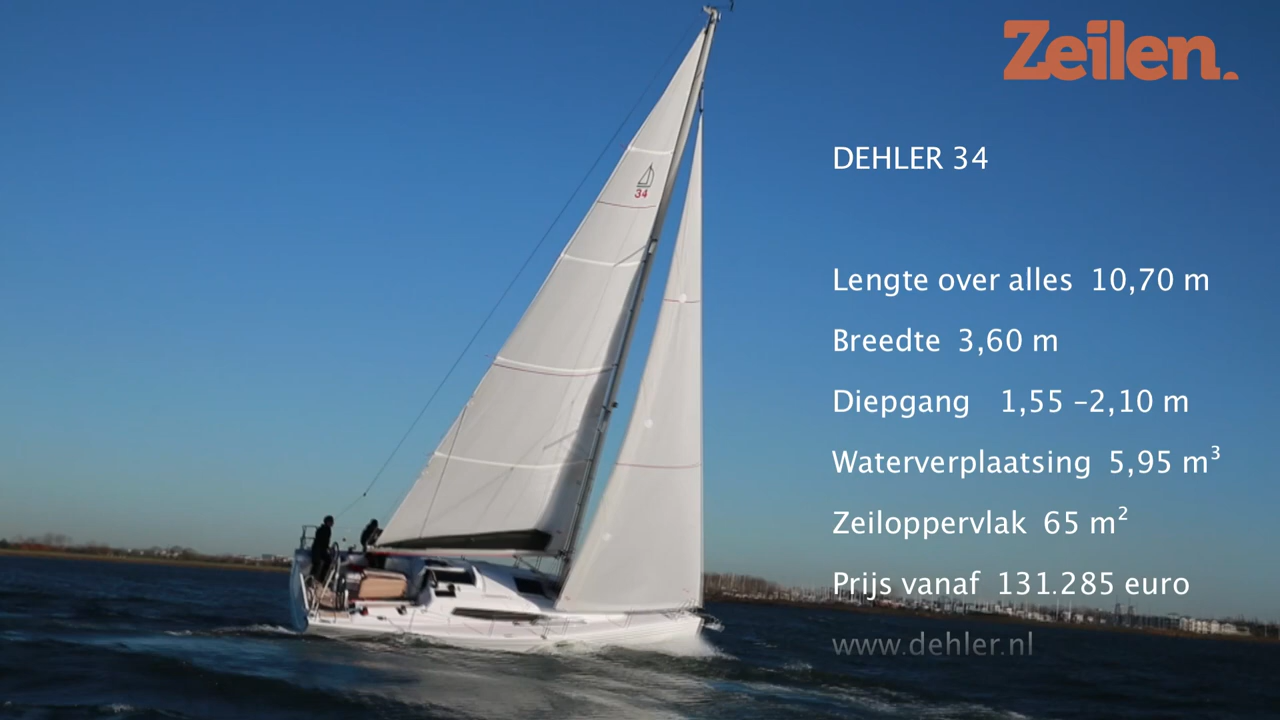 Zeilen.
DEHLER 34
34
Lengte over alles 10,70 m
Breedte 3,60 m
Diepgang 1,55 –2,10 m
Waterverplaatsing 5,95 m³
Zeiloppervlak 65 m²
Prijs vanaf 131.285 euro
www.dehler.nl